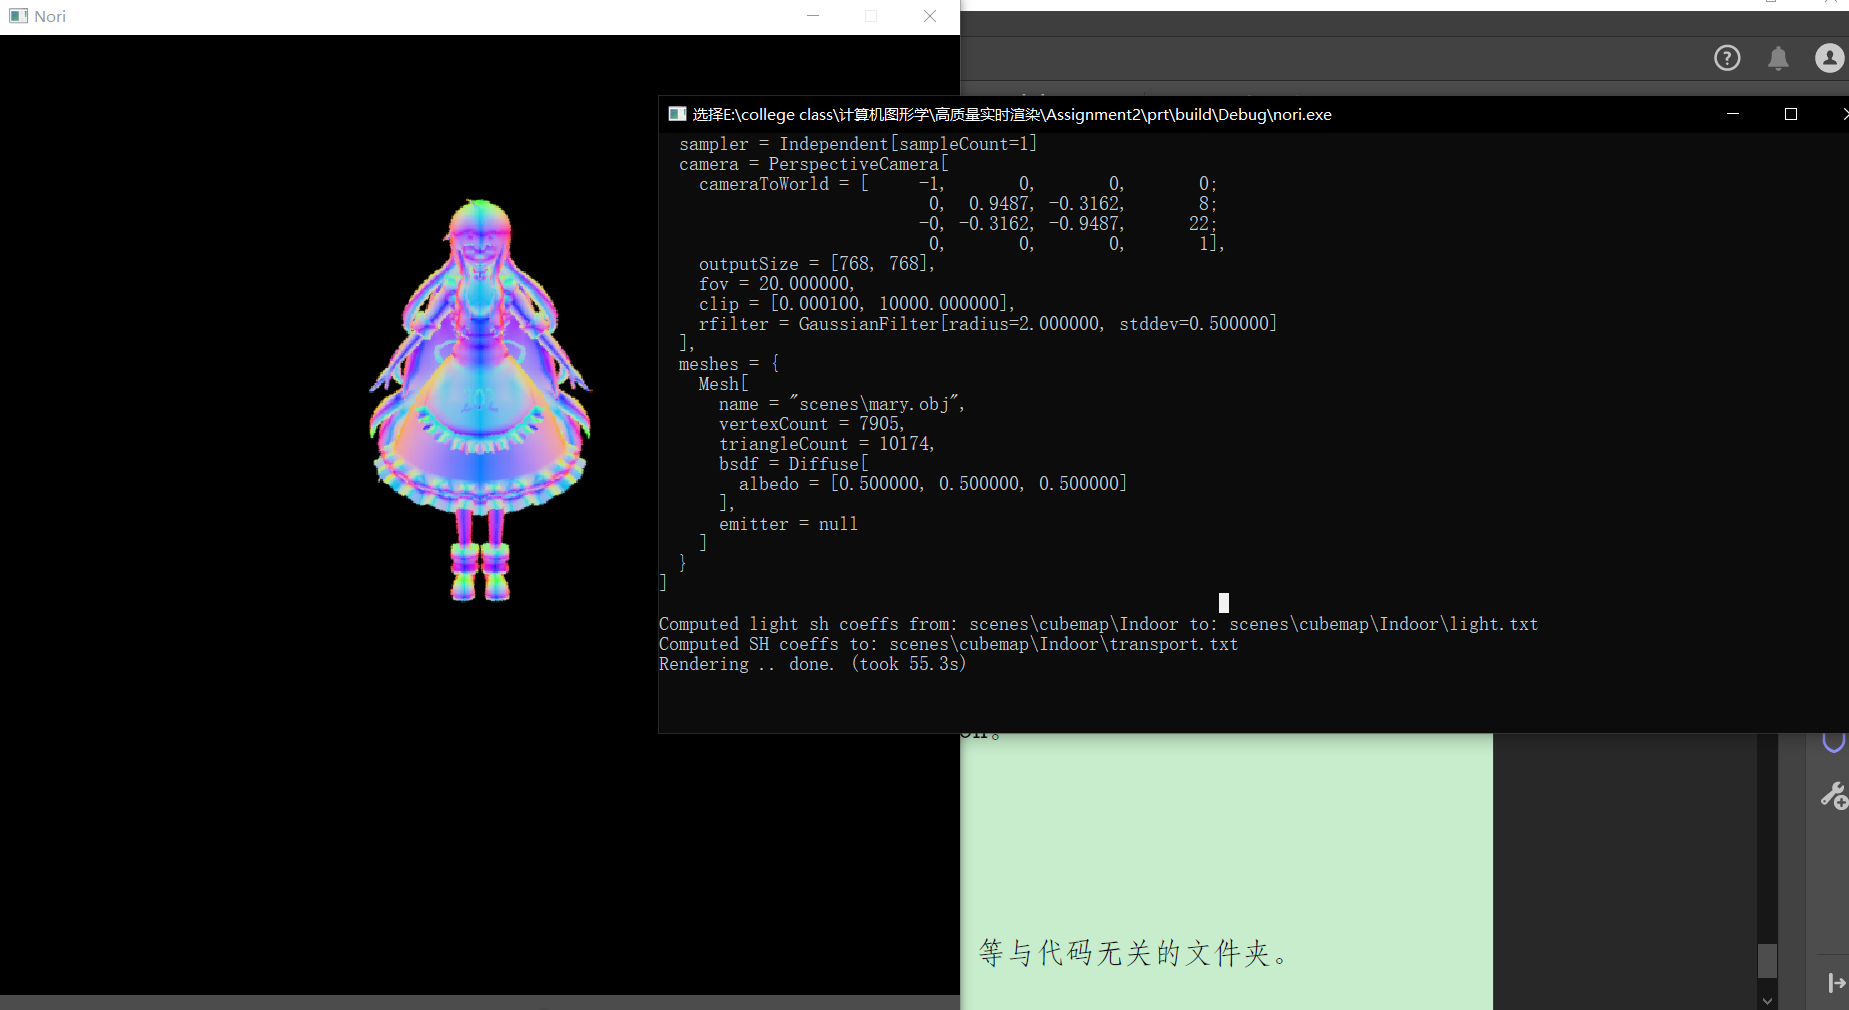 Nori
选择E:\college class\计算机图形学\高质量实时渲染\Assignment2\prt\build\Debug\nori.exe
sampler = Independent[sampleCount=1]
camera = PerspectiveCamera[
cameraToWorld = [ -1, 0, 0, 0;
0, 0.9487, -0.3162, 8;
-0, -0.3162, -0.9487, 22;
0, 0, 0, 1],
outputSize = [768, 768],
fov = 20.000000,
clip = [0.000100, 10000.000000],
rfilter = GaussianFilter[radius=2.000000, stddev=0.500000]
],
meshes = {
Mesh[
name = "scenes\mary.obj",
vertexCount = 7905,
triangleCount = 10174,
bsdf = Diffuse[
albedo = [0.500000, 0.500000, 0.500000]
],
emitter = null
]
}
]
Computed light sh coeffs from: scenes\cubemap\Indoor to: scenes\cubemap\Indoor\light.txt
Computed SH coeffs to: scenes\cubemap\Indoor\transport.txt
Rendering .. done. (took 55.3s)
等与代码无关的文件夹。